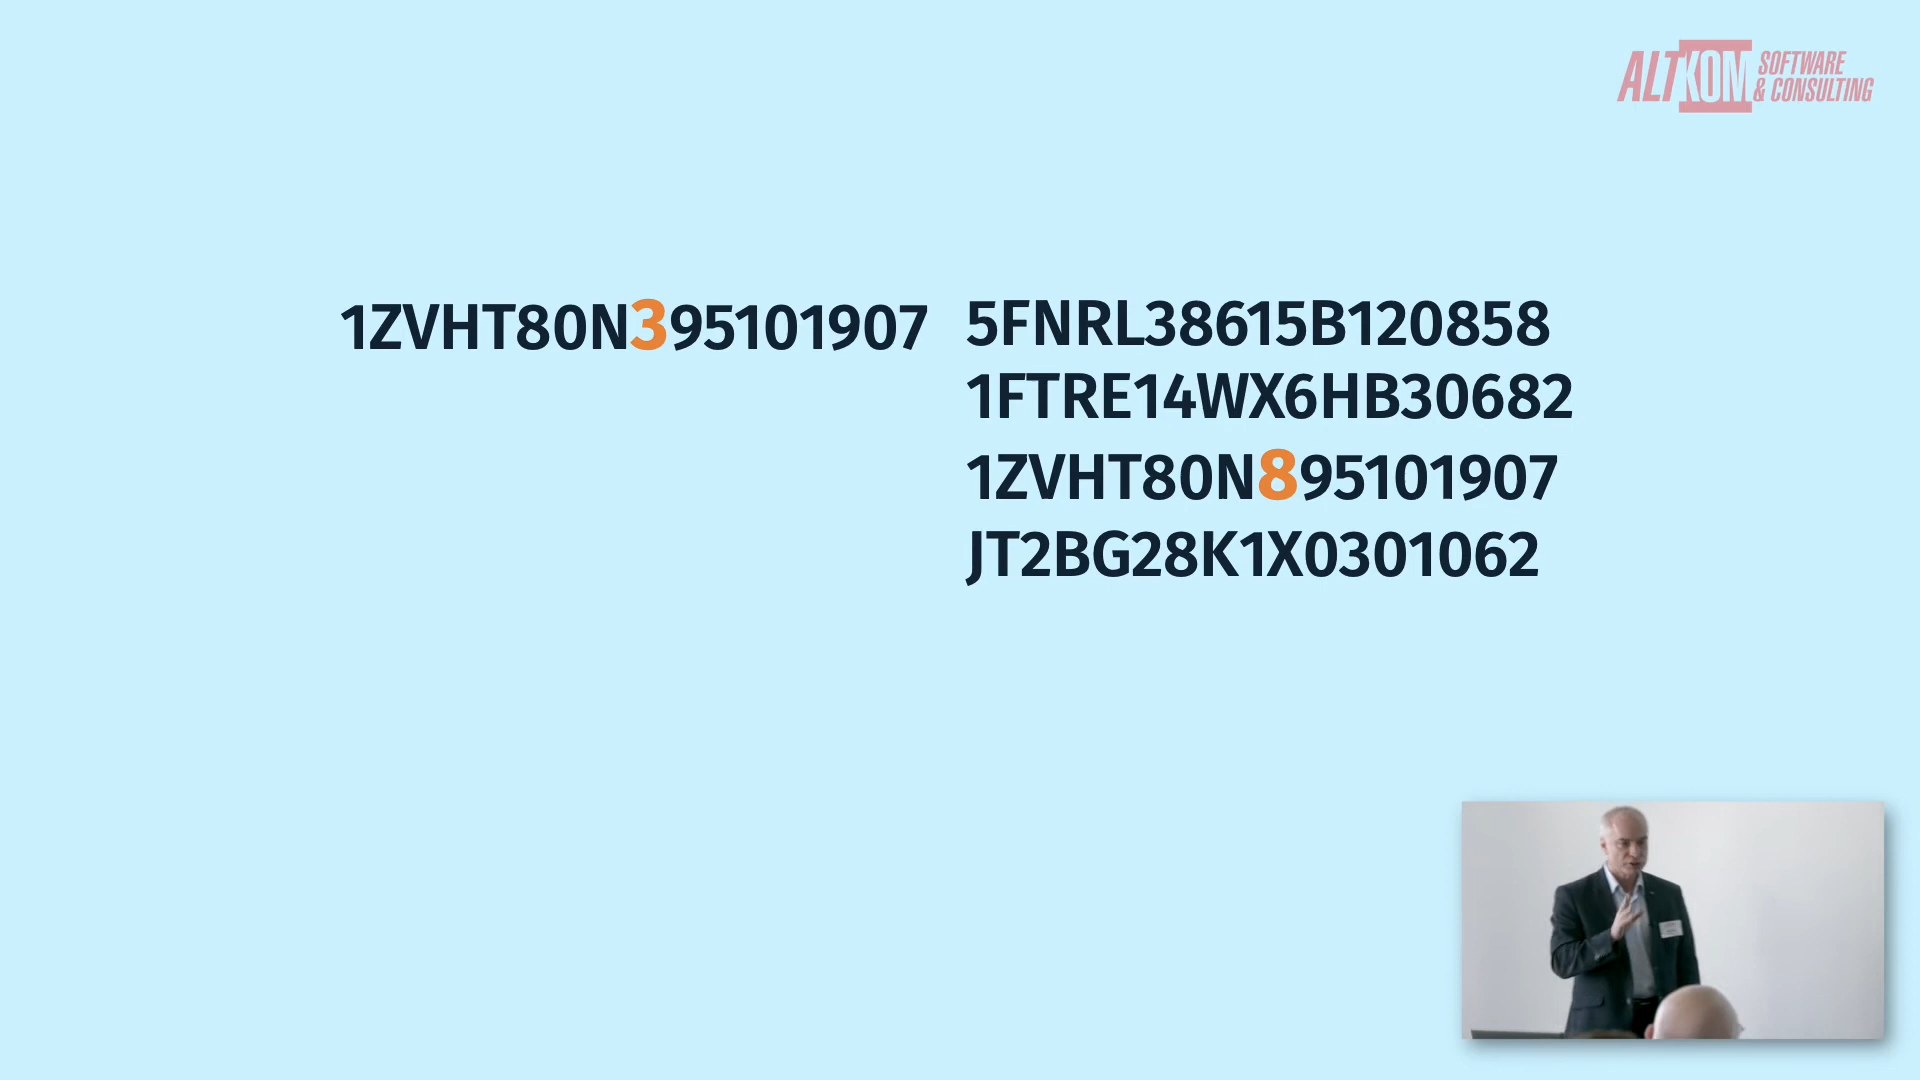 ALTKOM SOFTWARE
& CONSULTING
1ZVHT80N395101907
5FNRL38615B120858
1FTRE14WX6HB30682
1ZVHT80N895101907
JT2BG28K1X0301062